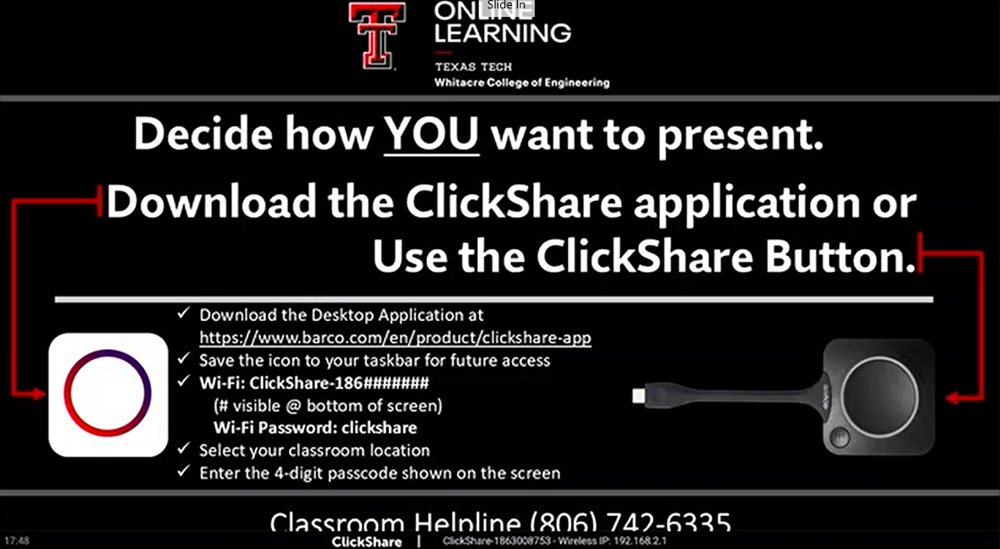 Slide In
ONLINE
LEARNING
TEXAS TECH
Whitacre College of Engineering
Decide how YOU want to present.
Download the ClickShare application or
Use the ClickShare Button.
✓ Download the Desktop Application at
https://www.barco.com/en/product/clickshare-app
✓ Save the icon to your taskbar for future access
✓ Wi-Fi: ClickShare-186#######
(# visible @ bottom of screen)
Wi-Fi Password: clickshare
✓ Select your classroom location
✓ Enter the 4-digit passcode shown on the screen
Classroom Helpline (806) 742-6335
17:48 ClickShare | ClickShare-1863008753 - Wireless IP: 192.168.2.1